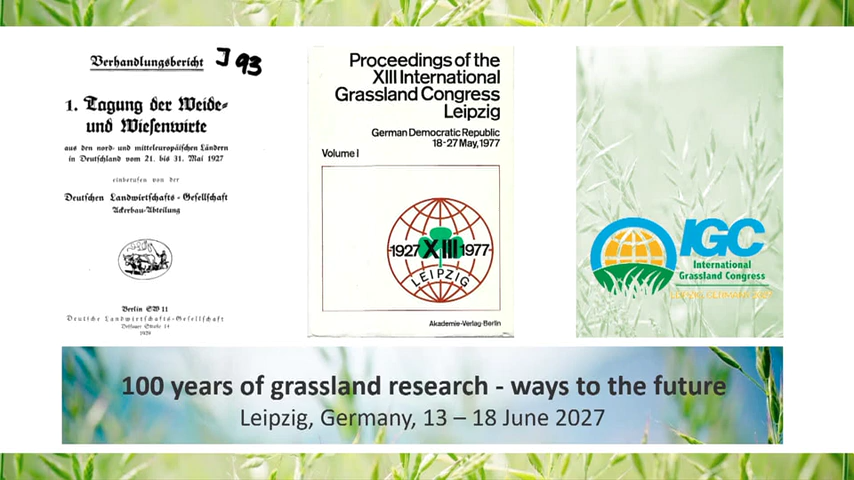 Verhandlungsbericht J 93
1. Tagung der Weide-
und Wiesenwirte
aus den nord- und mitteleuropäischen Ländern
in Deutschland vom 21. bis 31. Mai 1927
einberufen von der
Deutschen Landwirtschafts-Gesellschaft
Ackerbau-Abteilung
Berlin SW 11
Deutsche Landwirtschafts-Gesellschaft
Dessauer Straße 14
1929
Proceedings of the
XIII International
Grassland Congress
Leipzig
German Democratic Republic
18-27 May, 1977
Volume I
1927 XIII 1977
LEIPZIG
Akademie-Verlag·Berlin
IGC
International
Grassland Congress
100 years of grassland research - ways to the future
Leipzig, Germany, 13 – 18 June 2027